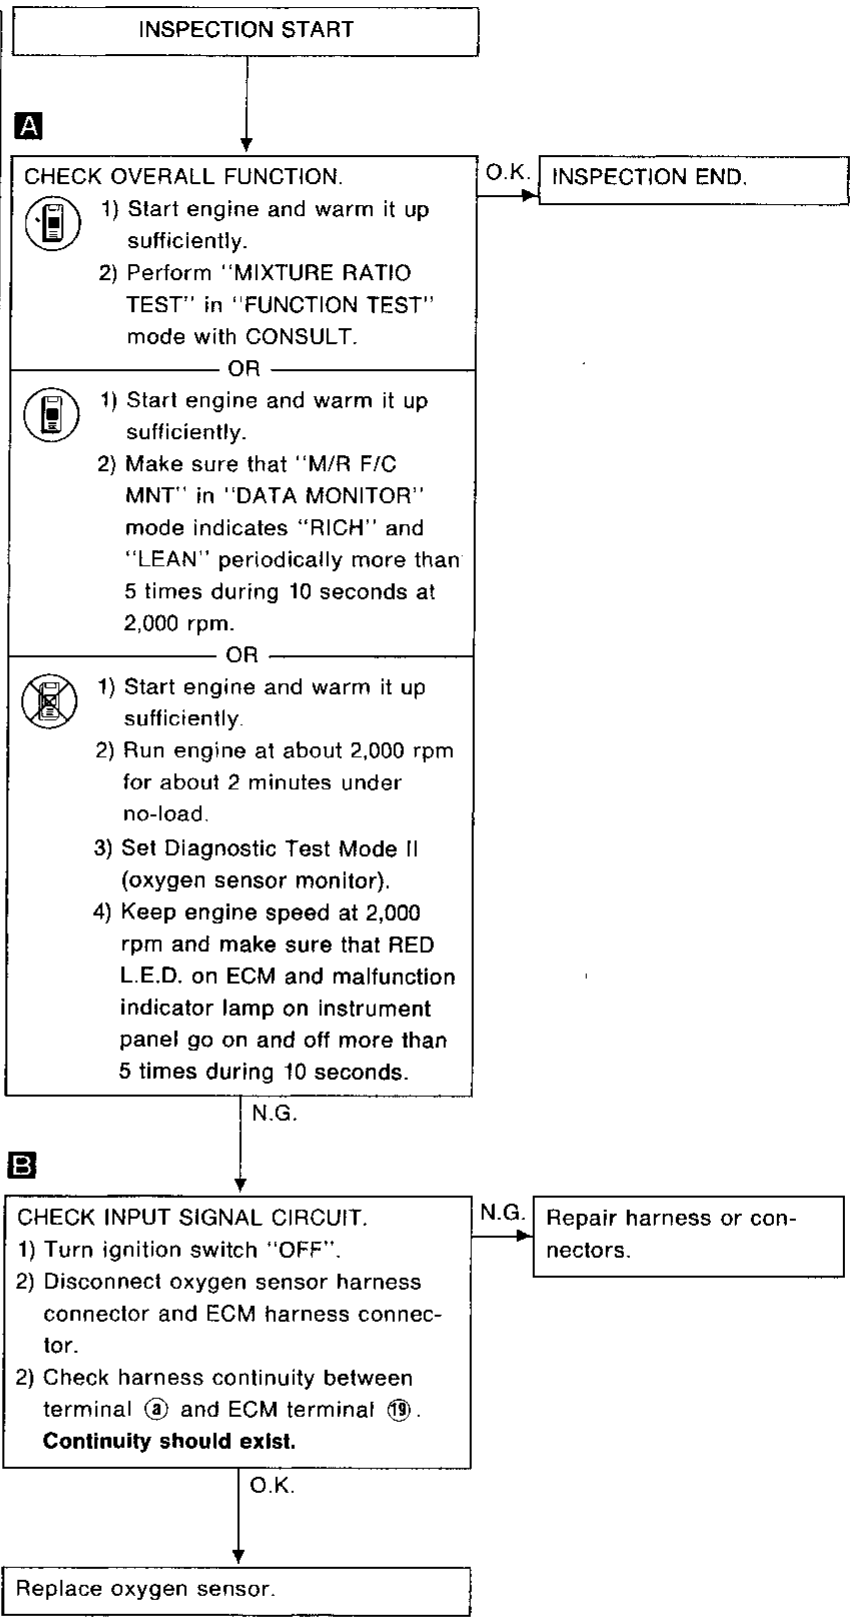 INSPECTION START
A
CHECK OVERALL FUNCTION.
1) Start engine and warm it up
sufficiently.
2) Perform "MIXTURE RATIO
TEST" in "FUNCTION TEST"
mode with CONSULT.
O.K.
INSPECTION END.
OR
1) Start engine and warm it up
sufficiently.
2) Make sure that "M/R F/C
MNT" in "DATA MONITOR"
mode indicates "RICH" and
"LEAN" periodically more than
5 times during 10 seconds at
2,000 rpm.
OR
1) Start engine and warm it up
sufficiently.
2) Run engine at about 2,000 rpm
for about 2 minutes under
no-load.
3) Set Diagnostic Test Mode II
(oxygen sensor monitor).
4) Keep engine speed at 2,000
rpm and make sure that RED
L.E.D. on ECM and malfunction
indicator lamp on instrument
panel go on and off more than
5 times during 10 seconds.
N.G.
B
CHECK INPUT SIGNAL CIRCUIT.
1) Turn ignition switch "OFF".
2) Disconnect oxygen sensor harness
connector and ECM harness connec-
tor.
2) Check harness continuity between
terminal ⓐ and ECM terminal ⑲.
Continuity should exist.
N.G.
Repair harness or con-
nectors.
O.K.
Replace oxygen sensor.